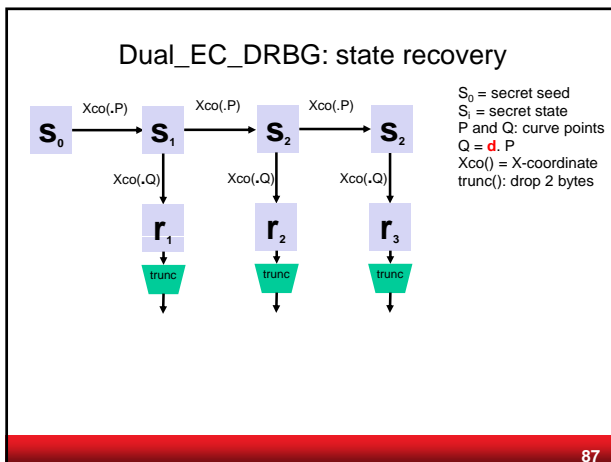 Dual_EC_DRBG: state recovery
Xco(.P) Xco(.P) Xco(.P)
S0 S1 S2 S2
Xco(.Q) Xco(.Q) Xco(.Q)
r1 r2 r3
trunc trunc trunc
S0 = secret seed
Si = secret state
P and Q: curve points
Q = d. P
Xco() = X-coordinate
trunc(): drop 2 bytes
87